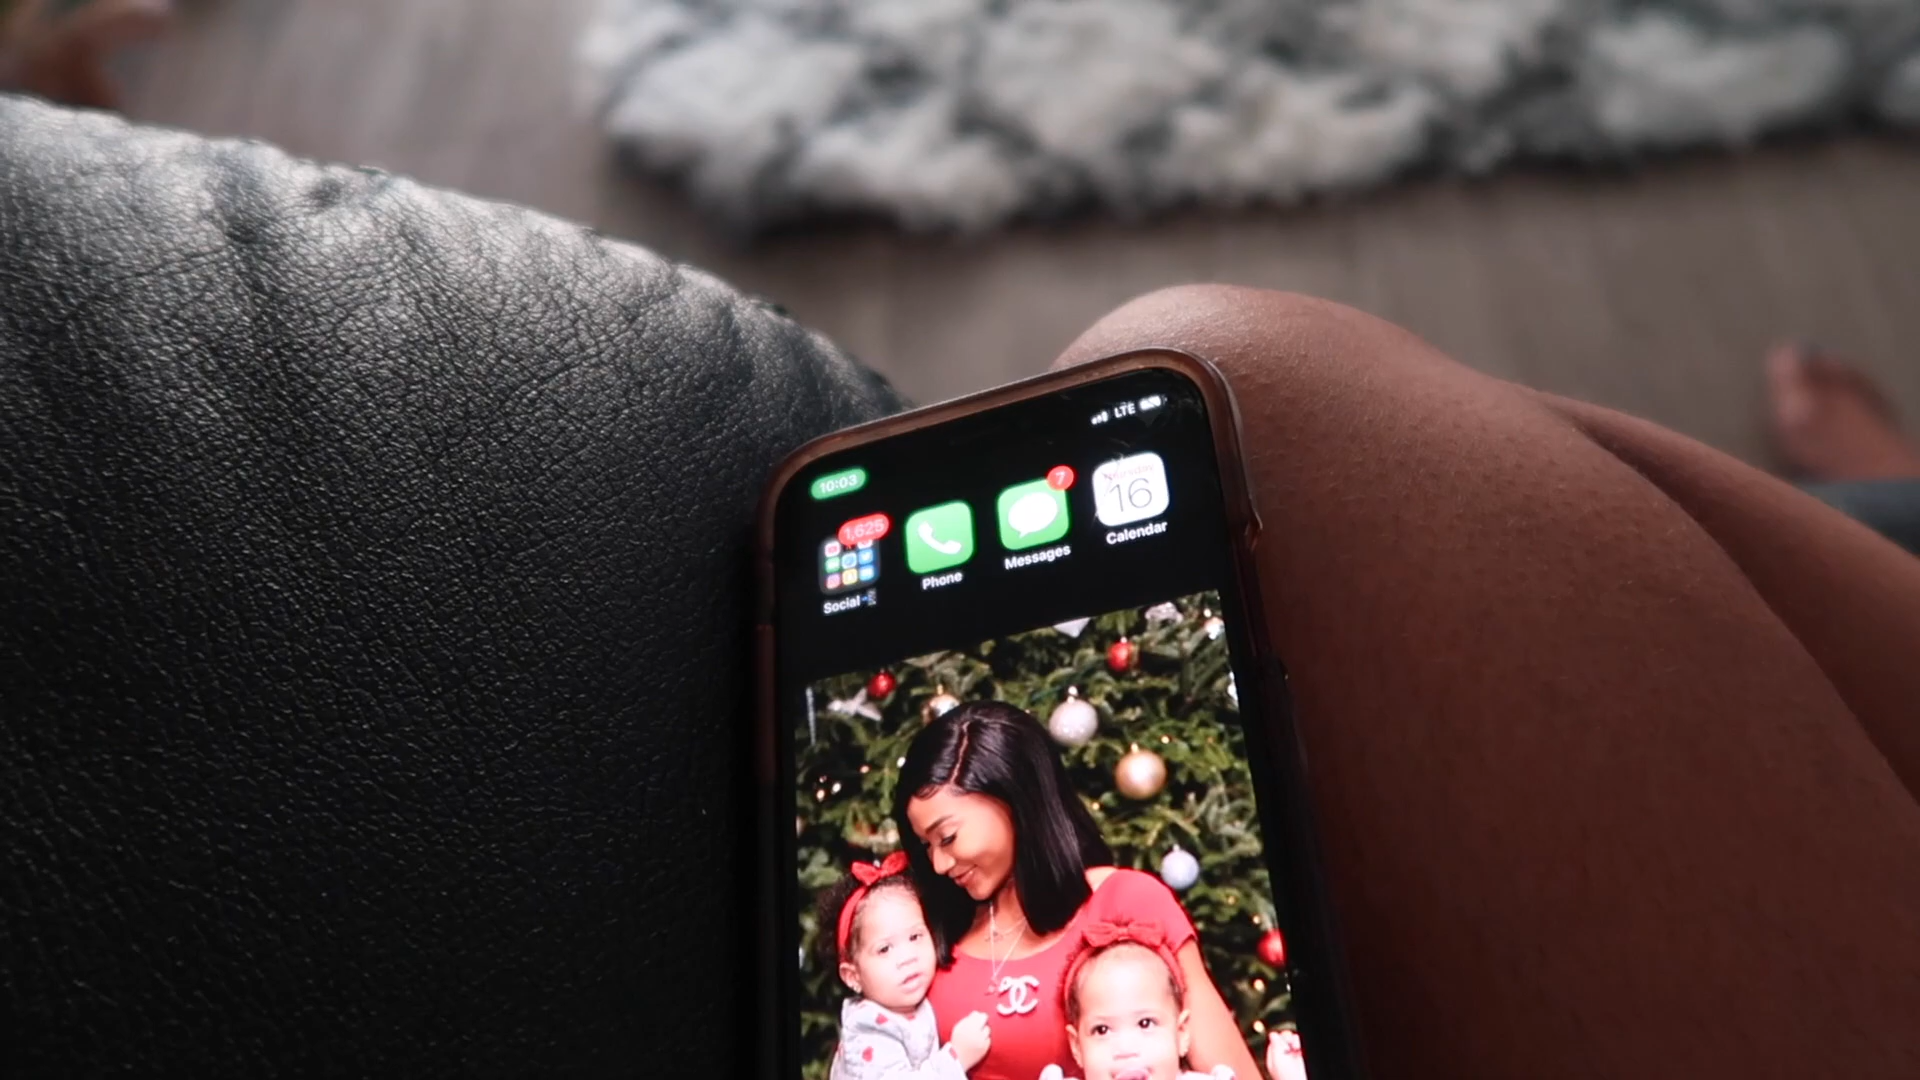 10:03
LTE
1,625
7
16
Social
Phone
Messages
Calendar